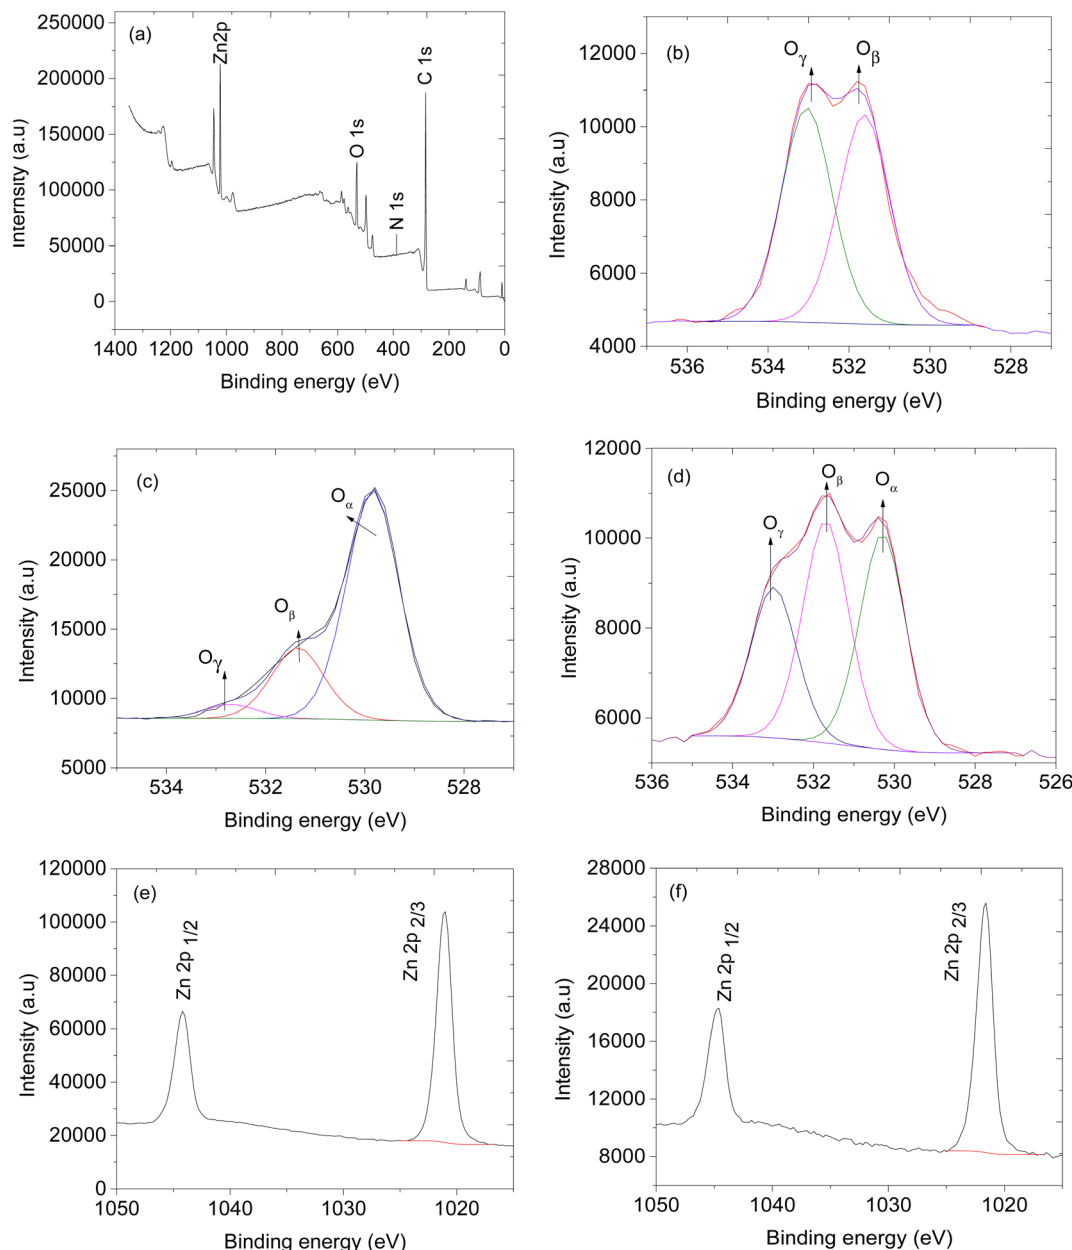 (a)
Zn2p
O 1s
N 1s
C 1s
250000
200000
150000
100000
50000
0
Internsity (a.u)
1400 1200 1000 800 600 400 200 0
Binding energy (eV)
(b)
Oγ
Oβ
12000
10000
8000
6000
4000
Intensity (a.u)
536 534 532 530 528
Binding energy (eV)
(c)
Oα
Oβ
Oγ
25000
20000
15000
10000
5000
Intensity (a.u)
534 532 530 528
Binding energy (eV)
(d)
Oβ
Oα
Oγ
12000
10000
8000
6000
Intensity (a.u)
536 534 532 530 528 526
Binding energy (eV)
(e)
Zn 2p 1/2
Zn 2p 2/3
120000
100000
80000
60000
40000
20000
0
Intensity (a.u)
1050 1040 1030 1020
Binding energy (eV)
(f)
Zn 2p 1/2
Zn 2p 2/3
28000
24000
20000
16000
12000
8000
Intensity (a.u)
1050 1040 1030 1020
Binding energy (eV)